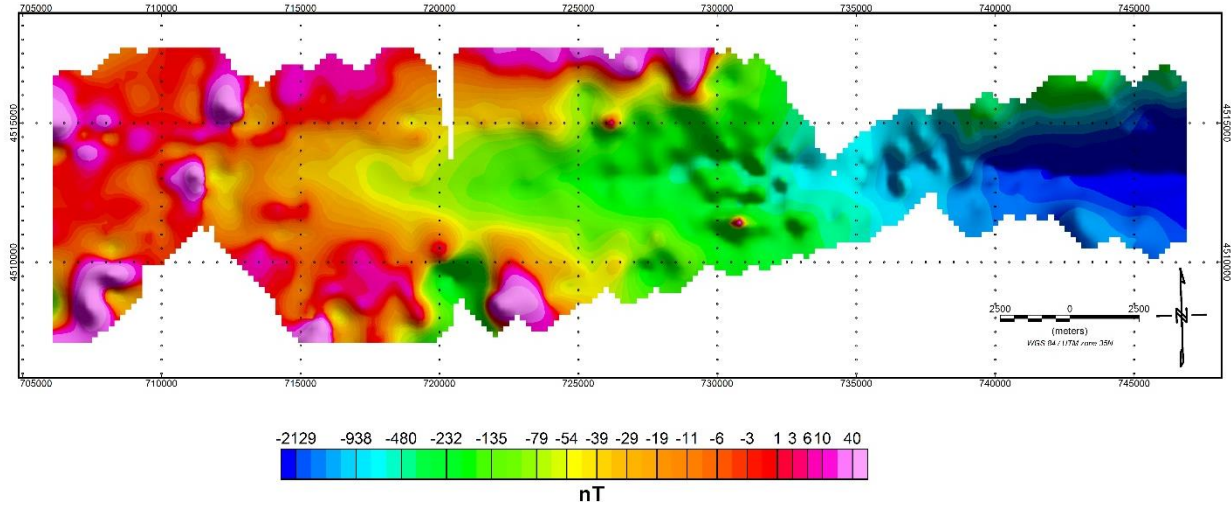 705000 710000 715000 720000 725000 730000 735000 740000 745000
4515000 4515000
4510000 4510000
2500 0 2500
(meters)
WGS 84 / UTM zone 35N
N
705000 710000 715000 720000 725000 730000 735000 740000 745000
-2129 -938 -480 -232 -135 -79 -54 -39 -29 -19 -11 -6 -3 1 3 6 10 40
nT